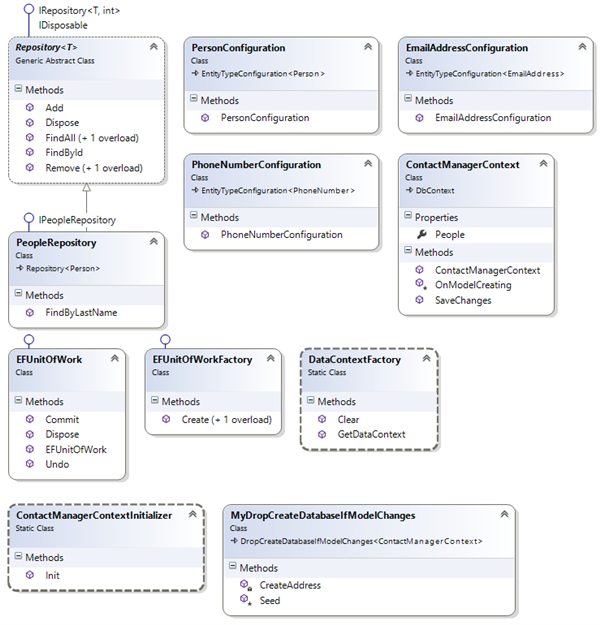 IRepository<T, int>
IDisposable
Repository<T>
Generic Abstract Class
Methods
Add
Dispose
FindAll (+ 1 overload)
FindById
Remove (+ 1 overload)
IPeopleRepository
PeopleRepository
Class
Repository<Person>
Methods
FindByLastName
PersonConfiguration
Class
EntityTypeConfiguration<Person>
Methods
PersonConfiguration
EmailAddressConfiguration
Class
EntityTypeConfiguration<EmailAddress>
Methods
EmailAddressConfiguration
PhoneNumberConfiguration
Class
EntityTypeConfiguration<PhoneNumber>
Methods
PhoneNumberConfiguration
ContactManagerContext
Class
DbContext
Properties
People
Methods
ContactManagerContext
OnModelCreating
SaveChanges
EFUnitOfWork
Class
Methods
Commit
Dispose
EFUnitOfWork
Undo
EFUnitOfWorkFactory
Class
Methods
Create (+ 1 overload)
DataContextFactory
Static Class
Methods
Clear
GetDataContext
ContactManagerContextInitializer
Static Class
Methods
Init
MyDropCreateDatabaseIfModelChanges
Class
DropCreateDatabaseIfModelChanges<ContactManagerContext>
Methods
CreateAddress
Seed